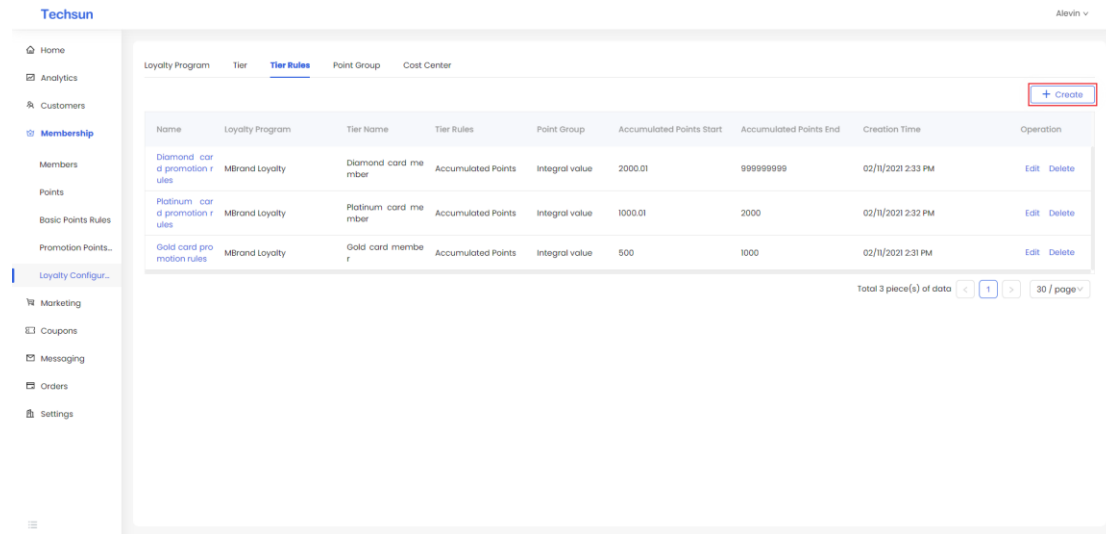 Techsun
Alevin
Home
Analytics
Customers
Membership
Members
Points
Basic Points Rules
Promotion Points...
Loyalty Configur...
Marketing
Coupons
Messaging
Orders
Settings
Loyalty Program Tier Tier Rules Point Group Cost Center
+ Create
Name Loyalty Program Tier Name Tier Rules Point Group Accumulated Points Start Accumulated Points End Creation Time Operation
Diamond car
d promotion r
ules
MBrand Loyalty
Diamond card me
mber
Accumulated Points Integral value 2000.01 999999999 02/11/2021 2:33 PM Edit Delete
Platinum car
d promotion r
ules
MBrand Loyalty
Platinum card me
mber
Accumulated Points Integral value 1000.01 2000 02/11/2021 2:32 PM Edit Delete
Gold card pro
motion rules
MBrand Loyalty
Gold card membe
r
Accumulated Points Integral value 500 1000 02/11/2021 2:31 PM Edit Delete
Total 3 piece(s) of data < 1 > 30 / page